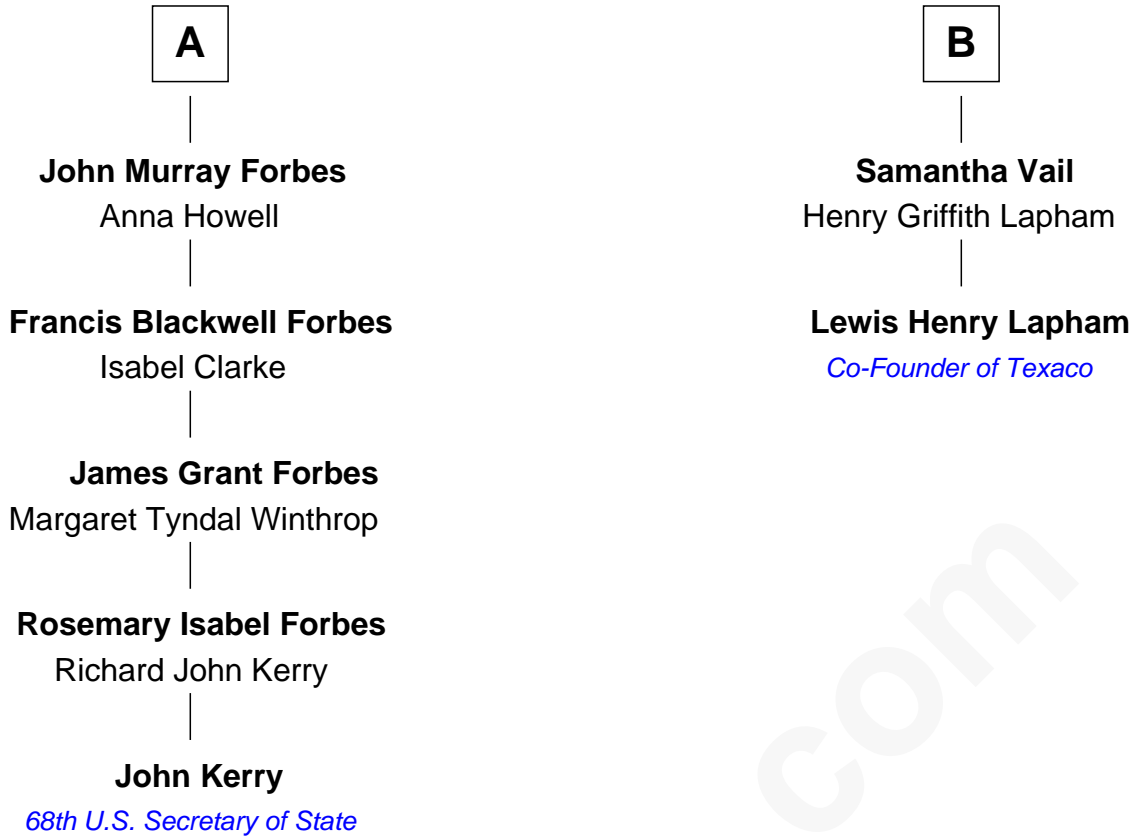 A
John Murray Forbes
Anna Howell
Francis Blackwell Forbes
Isabel Clarke
James Grant Forbes
Margaret Tyndal Winthrop
Rosemary Isabel Forbes
Richard John Kerry
John Kerry
68th U.S. Secretary of State
B
Samantha Vail
Henry Griffith Lapham
Lewis Henry Lapham
Co-Founder of Texaco
com